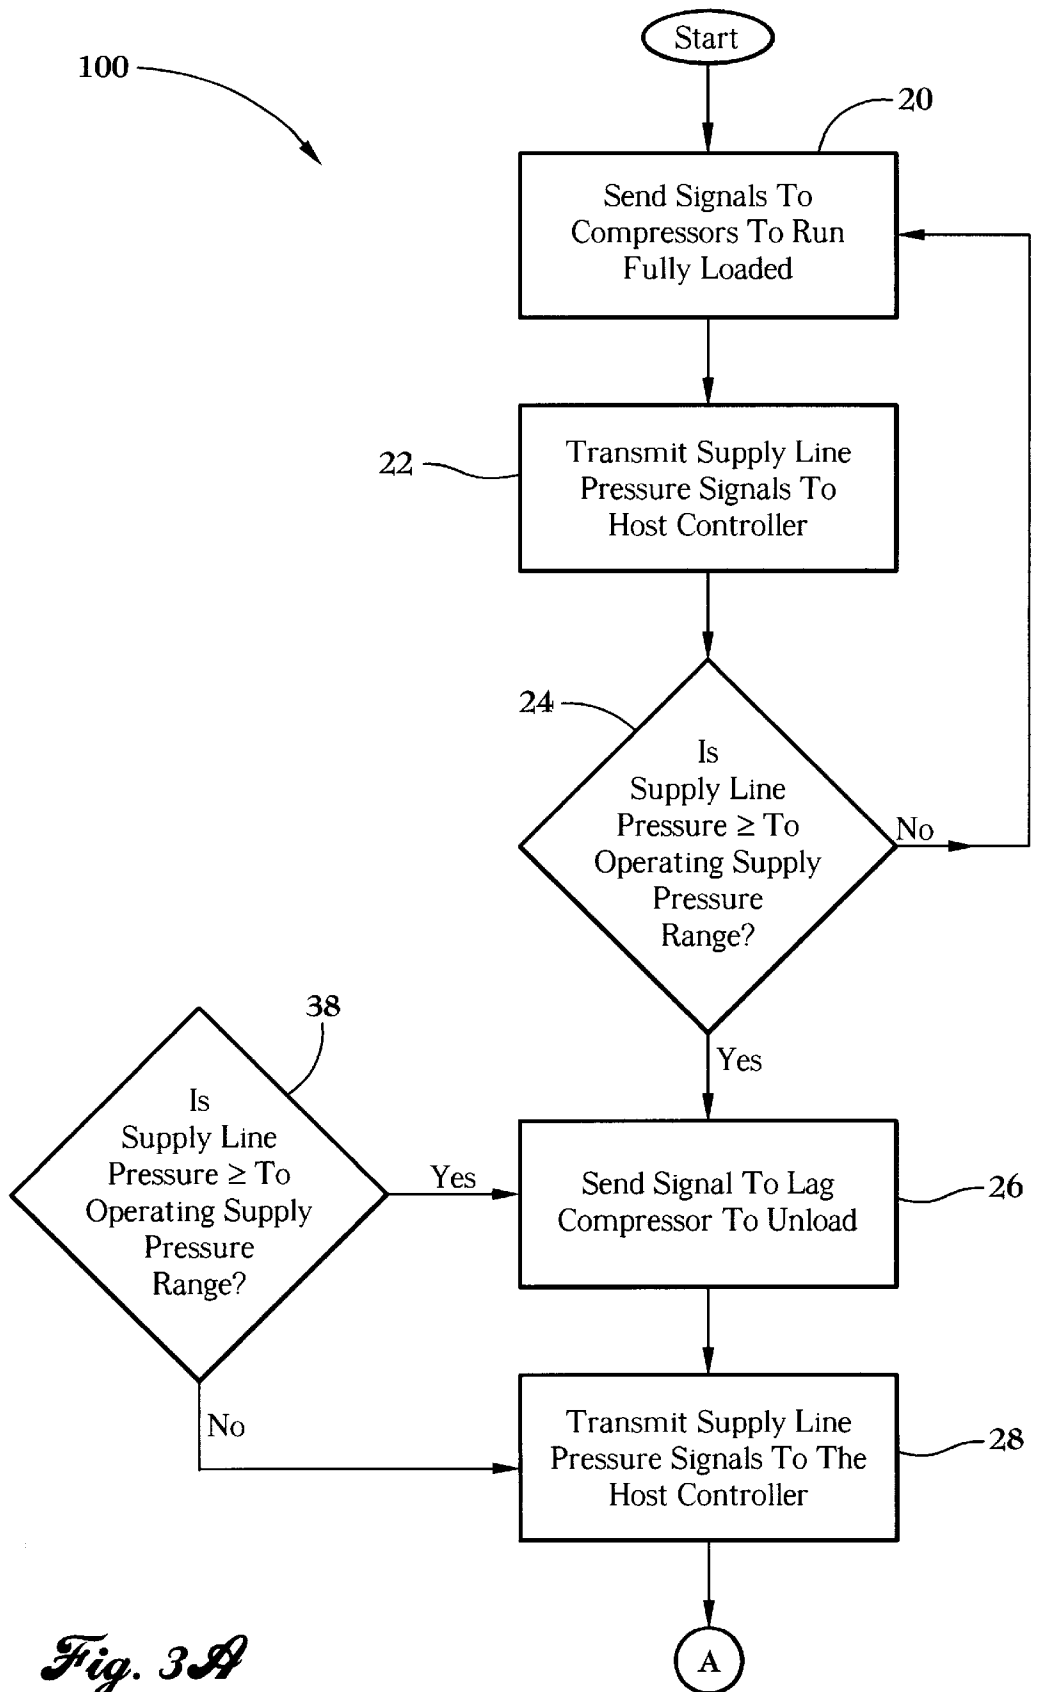 Start
100
20
Send Signals To
Compressors To Run
Fully Loaded
22
Transmit Supply Line
Pressure Signals To
Host Controller
24
Is
Supply Line
Pressure ≥ To
Operating Supply
Pressure
Range?
No
Yes
38
Is
Supply Line
Pressure ≥ To
Operating Supply
Pressure
Range?
Yes
No
Send Signal To Lag
Compressor To Unload
26
Transmit Supply Line
Pressure Signals To The
Host Controller
28
A
Fig. 3A